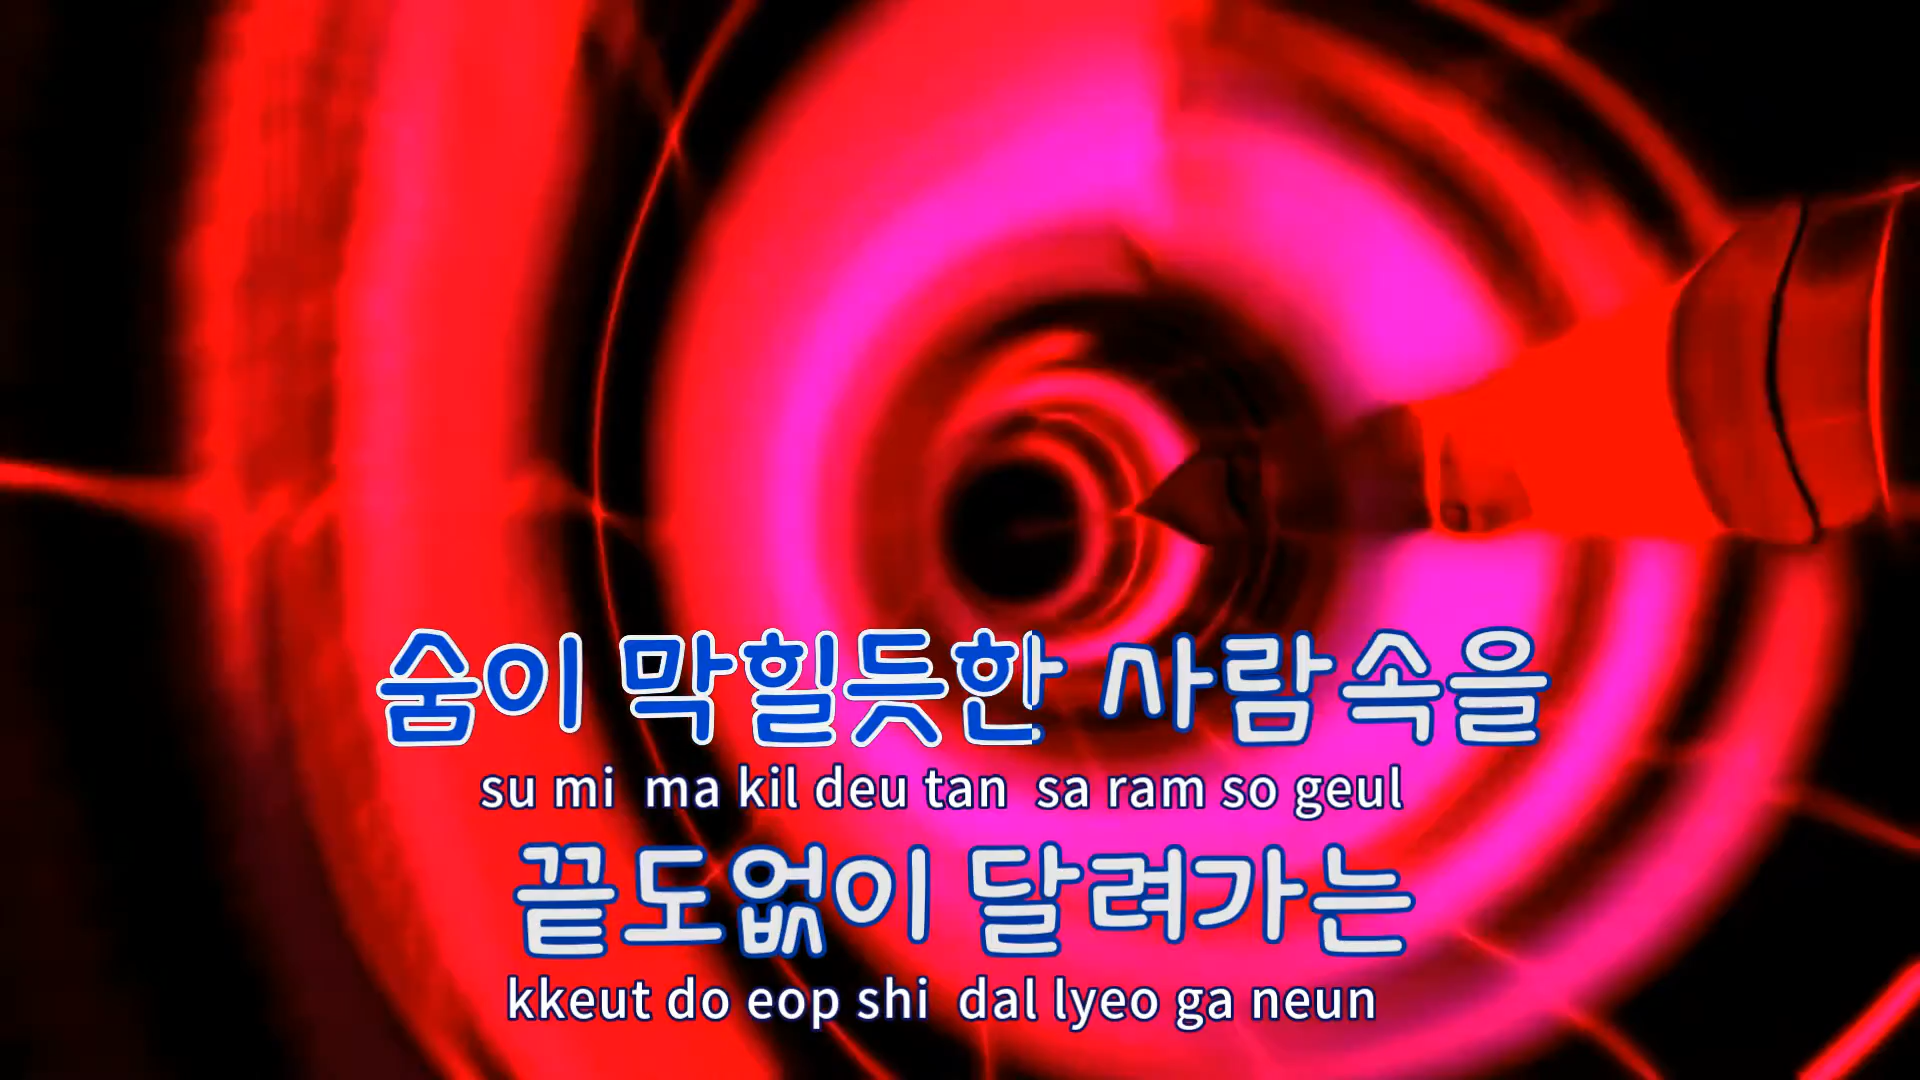 숨이 막힐듯한 사람속을
su mi ma kil deu tan sa ram so geul
끝도없이 달려가는
kkeut do eop shi dal lyeo ga neun